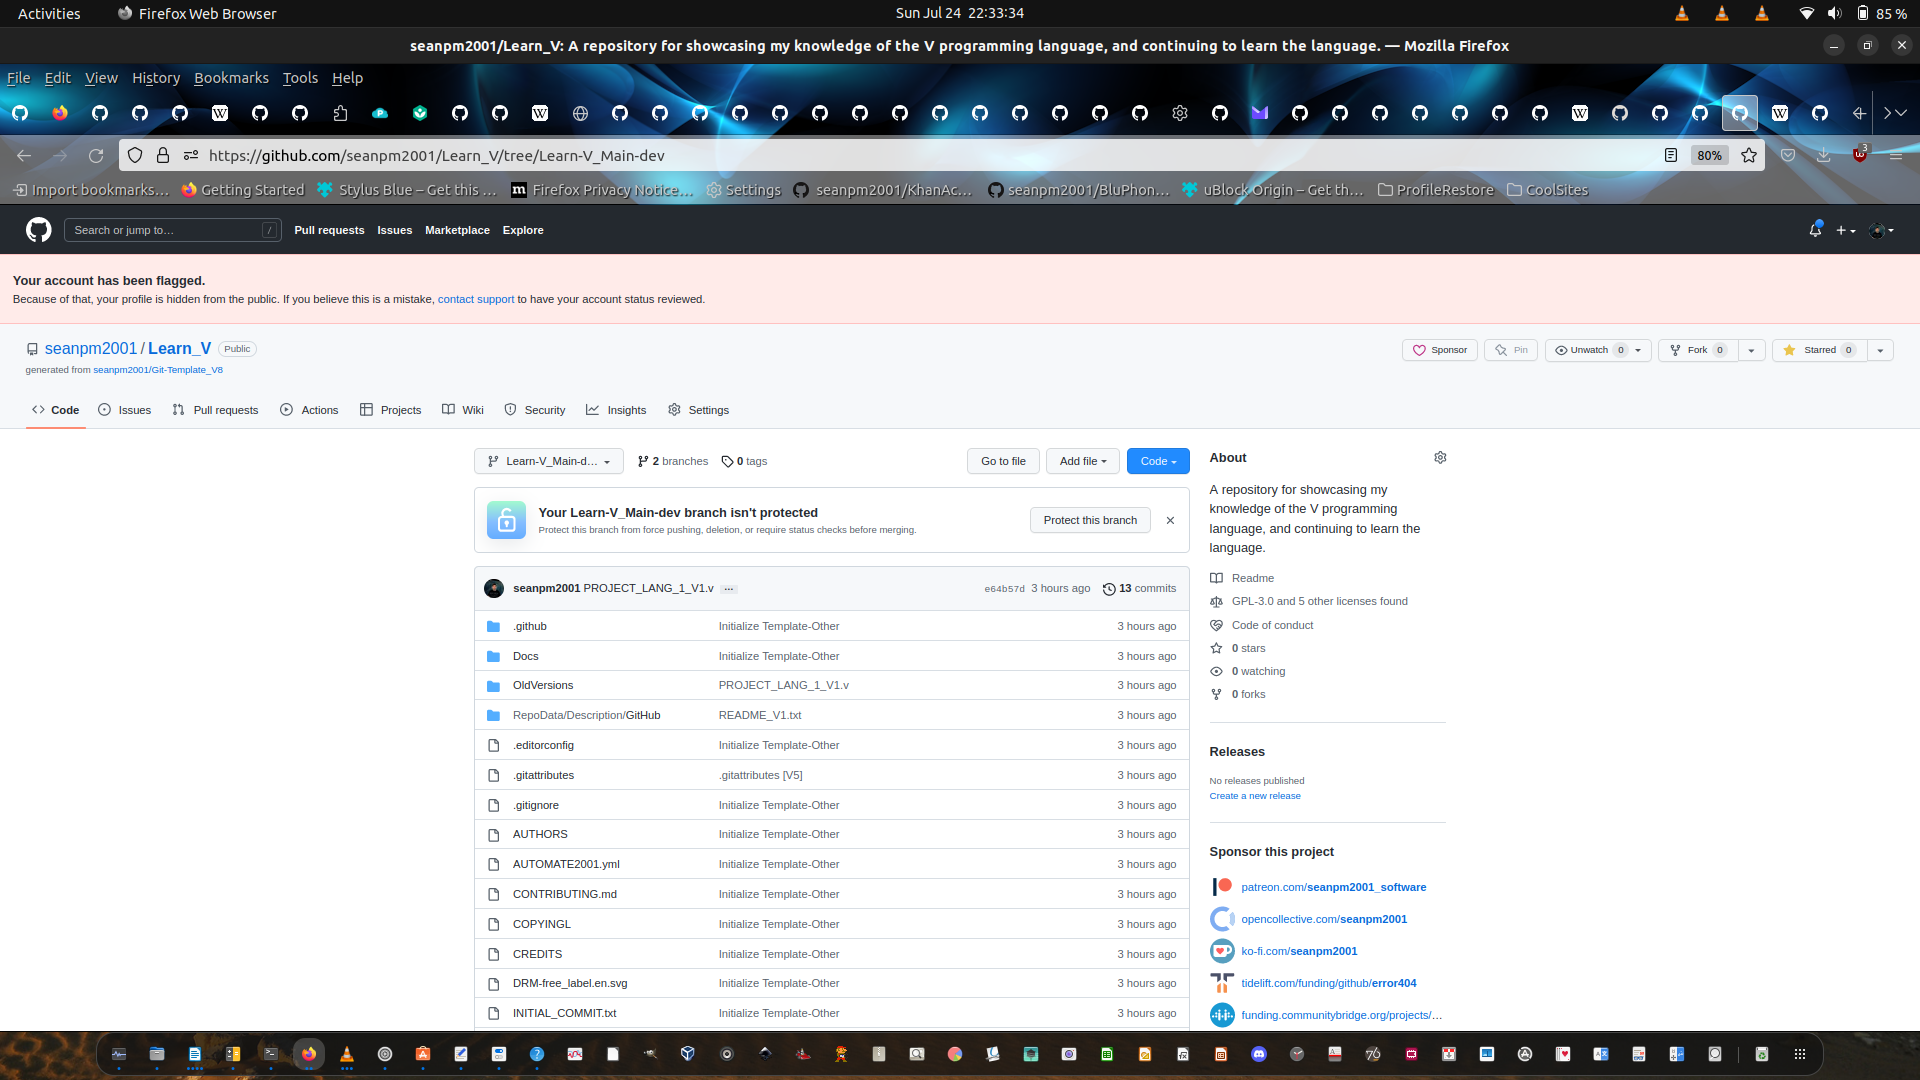 Activities Firefox Web Browser Sun Jul 24 22:33:34 85 %
seanpm2001/Learn_V: A repository for showcasing my knowledge of the V programming language, and continuing to learn the language. — Mozilla Firefox
File Edit View History Bookmarks Tools Help
https://github.com/seanpm2001/Learn_V/tree/Learn-V_Main-dev 80% 3
Import bookmarks… Getting Started Stylus Blue – Get this … Firefox Privacy Notice… Settings seanpm2001/KhanAc… seanpm2001/BluPhon… uBlock Origin – Get th… ProfileRestore CoolSites
Search or jump to… / Pull requests Issues Marketplace Explore
Your account has been flagged.
Because of that, your profile is hidden from the public. If you believe this is a mistake, contact support to have your account status reviewed.
seanpm2001 / Learn_V Public Sponsor Pin Unwatch 0 Fork 0 Starred 0
generated from seanpm2001/Git-Template_V8
Code Issues Pull requests Actions Projects Wiki Security Insights Settings
Learn-V_Main-d… 2 branches 0 tags Go to file Add file Code
Your Learn-V_Main-dev branch isn't protected
Protect this branch from force pushing, deletion, or require status checks before merging.
Protect this branch
seanpm2001 PROJECT_LANG_1_V1.v … e64b57d 3 hours ago 13 commits
.github Initialize Template-Other 3 hours ago
Docs Initialize Template-Other 3 hours ago
OldVersions PROJECT_LANG_1_V1.v 3 hours ago
RepoData/Description/GitHub README_V1.txt 3 hours ago
.editorconfig Initialize Template-Other 3 hours ago
.gitattributes .gitattributes [V5] 3 hours ago
.gitignore Initialize Template-Other 3 hours ago
AUTHORS Initialize Template-Other 3 hours ago
AUTOMATE2001.yml Initialize Template-Other 3 hours ago
CONTRIBUTING.md Initialize Template-Other 3 hours ago
COPYINGL Initialize Template-Other 3 hours ago
CREDITS Initialize Template-Other 3 hours ago
DRM-free_label.en.svg Initialize Template-Other 3 hours ago
INITIAL_COMMIT.txt Initialize Template-Other 3 hours ago
About
A repository for showcasing my
knowledge of the V programming
language, and continuing to learn the
language.
Readme
GPL-3.0 and 5 other licenses found
Code of conduct
0 stars
0 watching
0 forks
Releases
No releases published
Create a new release
Sponsor this project
patreon.com/seanpm2001_software
opencollective.com/seanpm2001
ko-fi.com/seanpm2001
tidelift.com/funding/github/error404
funding.communitybridge.org/projects/…